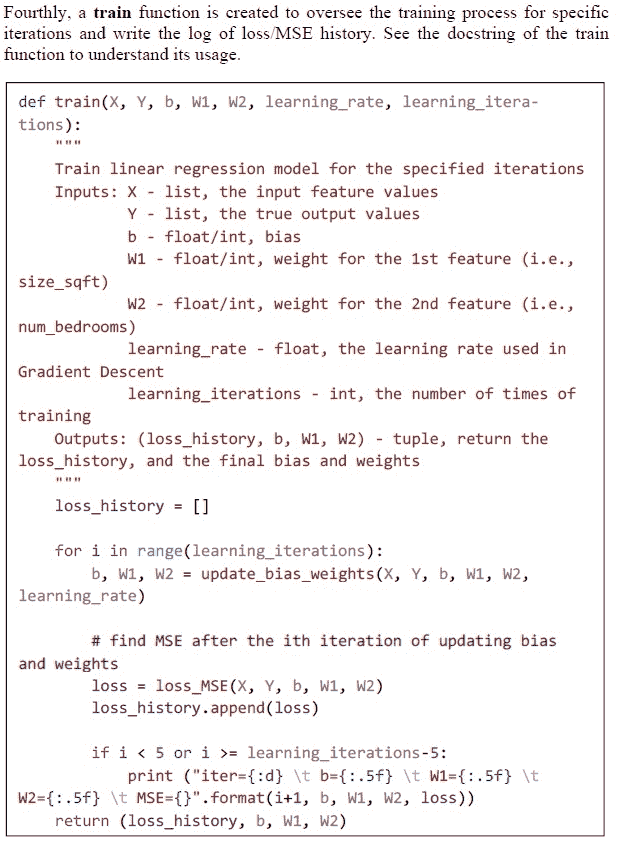 Fourthly, a train function is created to oversee the training process for specific
iterations and write the log of loss/MSE history. See the docstring of the train
function to understand its usage.
def train(X, Y, b, W1, W2, learning_rate, learning_itera-
tions):
    """
    Train linear regression model for the specified iterations
    Inputs: X - list, the input feature values
            Y - list, the true output values
            b - float/int, bias
            W1 - float/int, weight for the 1st feature (i.e.,
size_sqft)
            W2 - float/int, weight for the 2nd feature (i.e.,
num_bedrooms)
            learning_rate - float, the learning rate used in
Gradient Descent
            learning_iterations - int, the number of times of
training
    Outputs: (loss_history, b, W1, W2) - tuple, return the
loss_history, and the final bias and weights
    """
    loss_history = []
    for i in range(learning_iterations):
        b, W1, W2 = update_bias_weights(X, Y, b, W1, W2,
learning_rate)
        # find MSE after the ith iteration of updating bias
and weights
        loss = loss_MSE(X, Y, b, W1, W2)
        loss_history.append(loss)
        if i < 5 or i >= learning_iterations-5:
            print ("iter={:d} \t b={:.5f} \t W1={:.5f} \t
W2={:.5f} \t MSE={}".format(i+1, b, W1, W2, loss))
    return (loss_history, b, W1, W2)